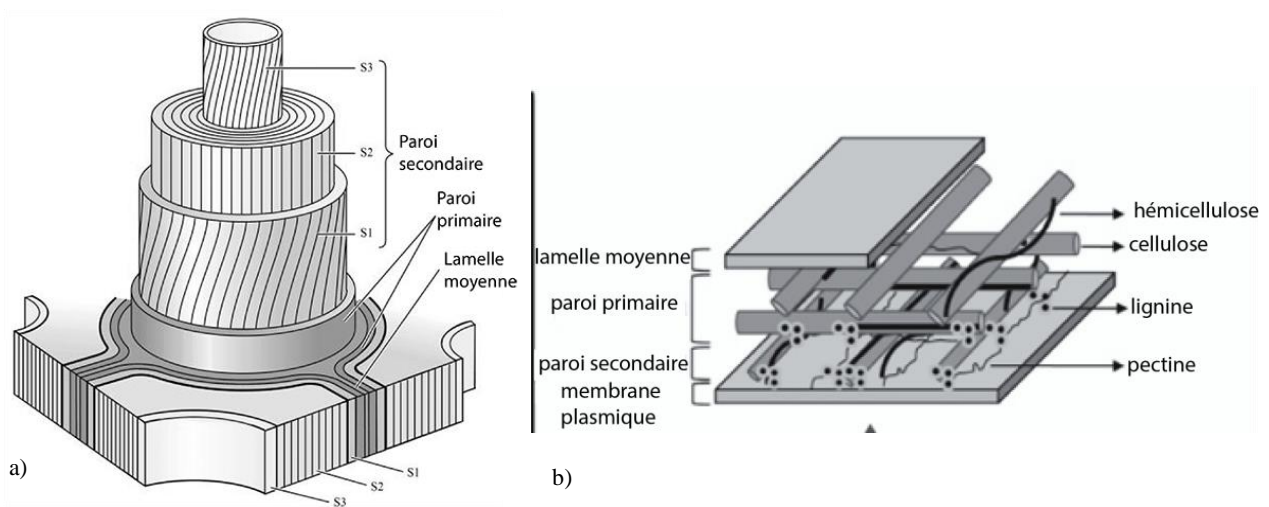 S3
S2
Paroi
secondaire
Paroi
primaire
S1
Lamelle
moyenne
S1
S2
S3
a)
hémicellulose
cellulose
lamelle moyenne
paroi primaire
lignine
paroi secondaire
pectine
membrane
plasmique
b)